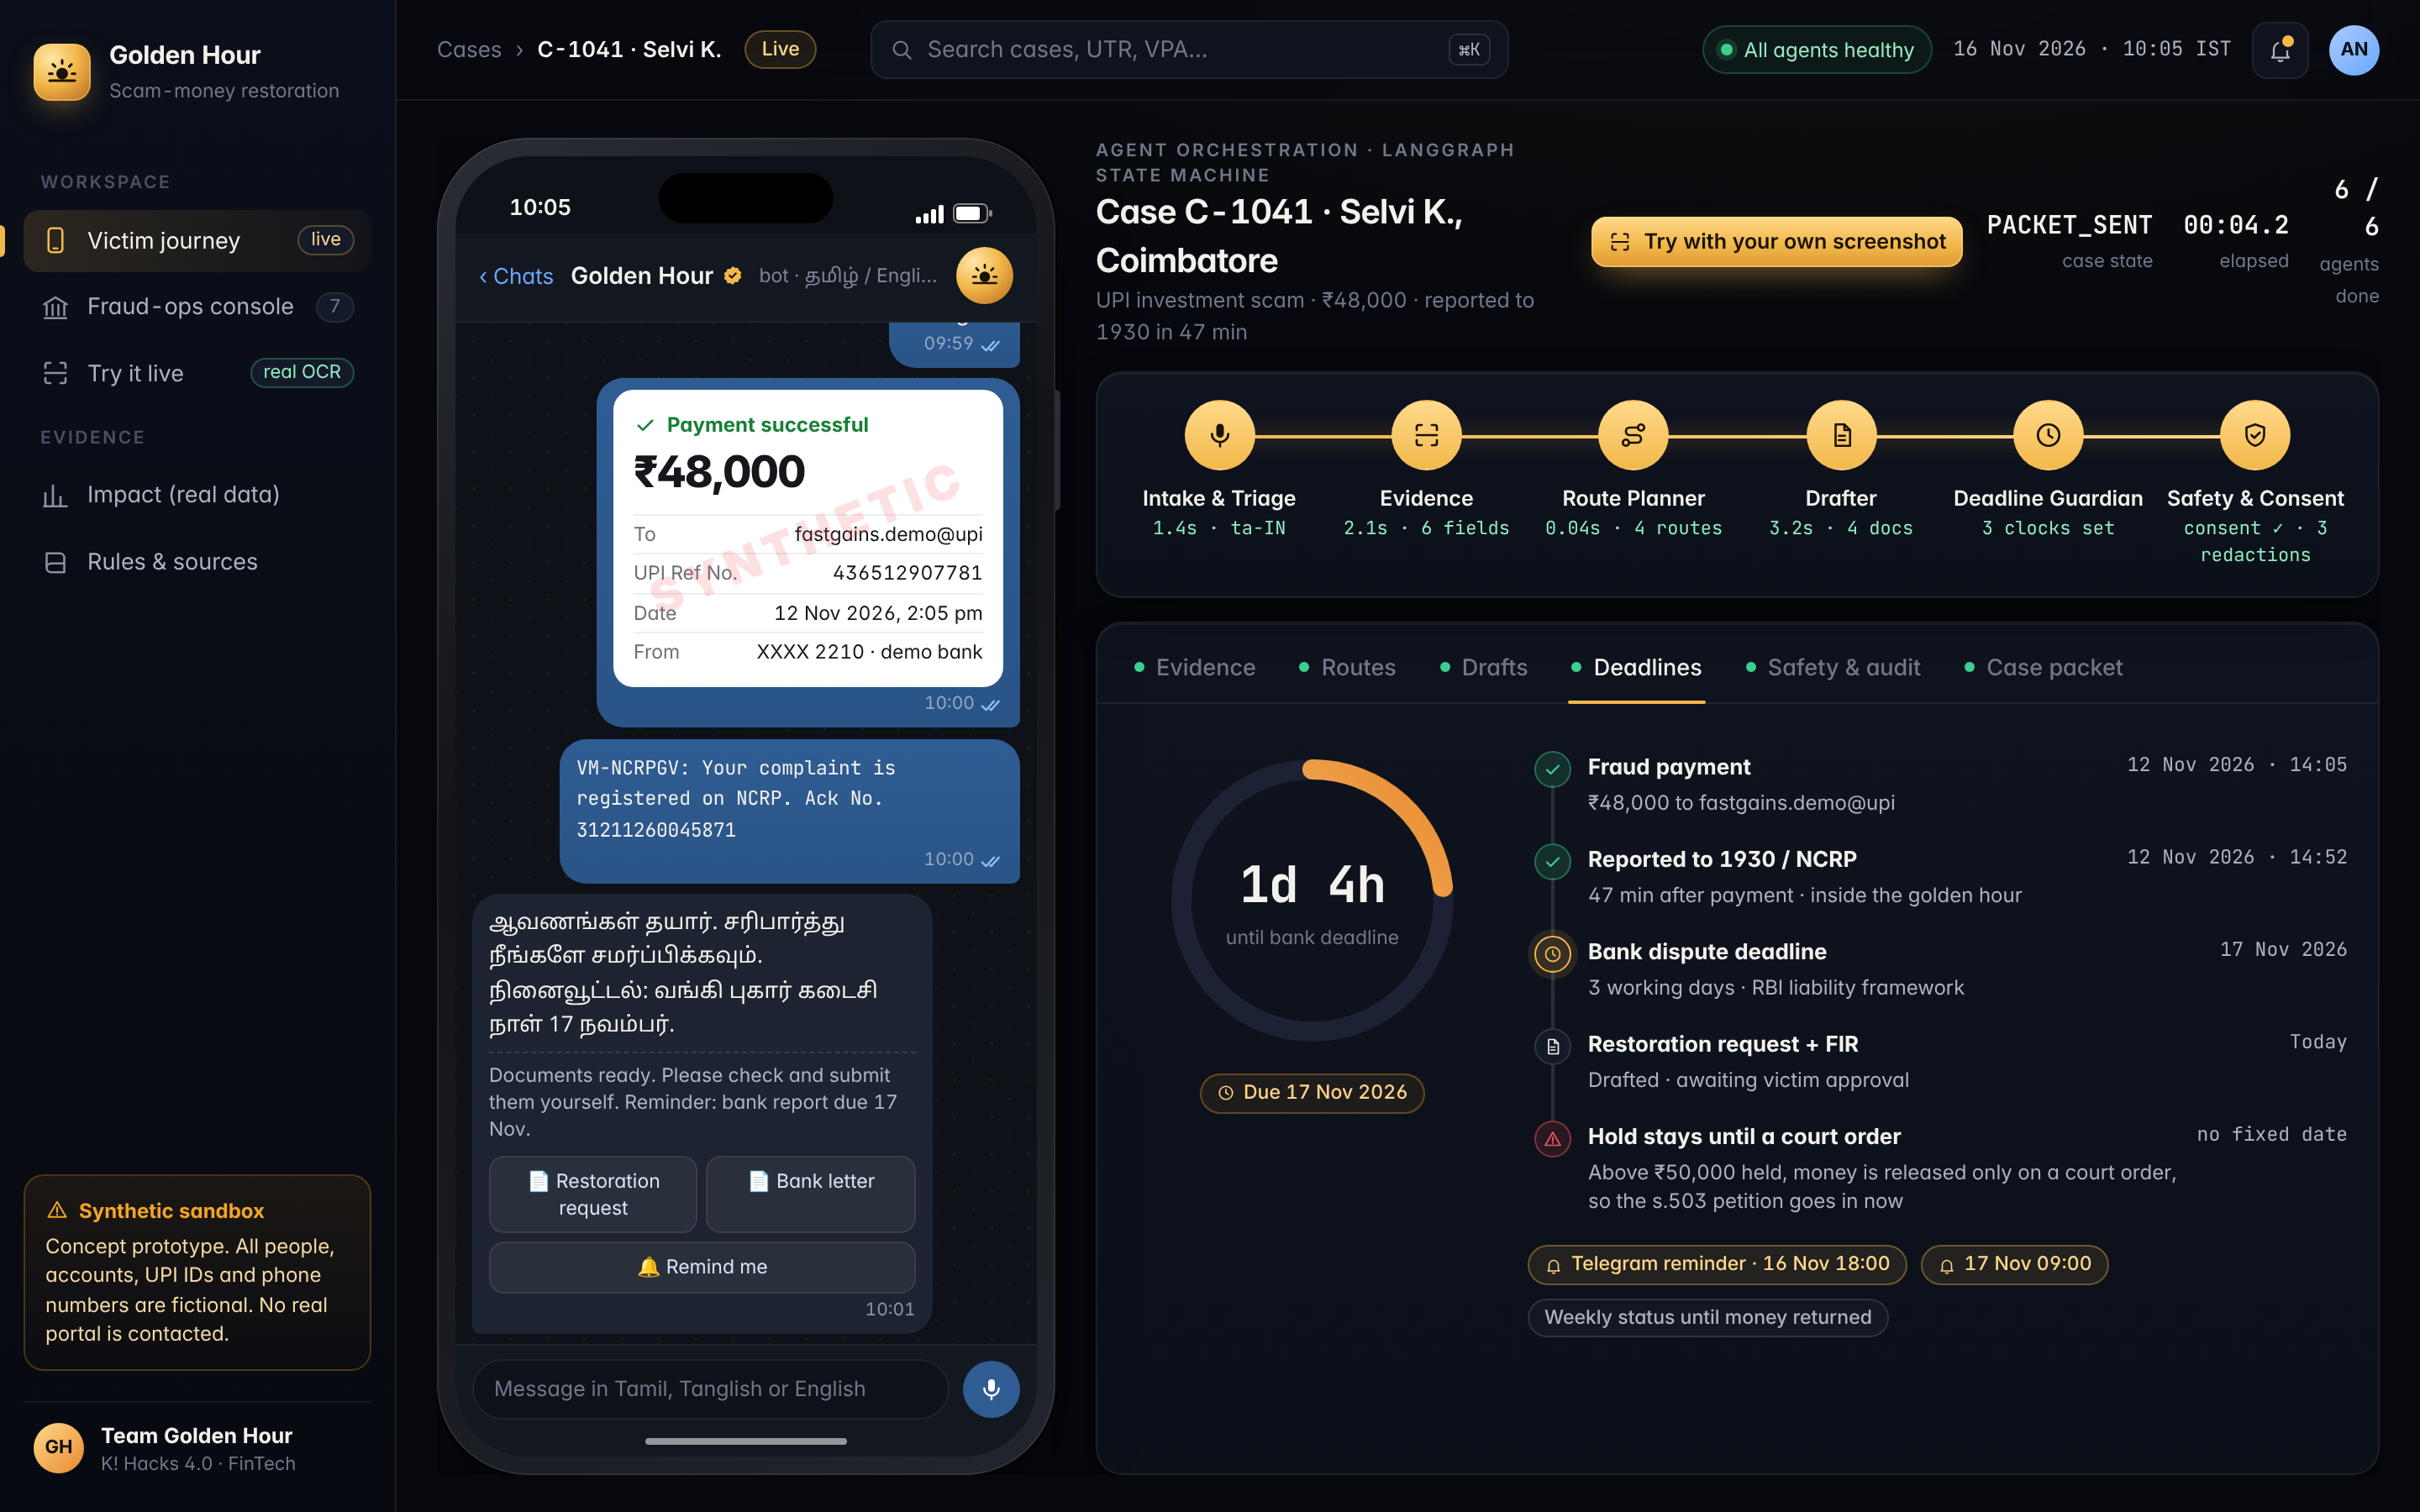 Golden Hour
Scam-money restoration
WORKSPACE
Victim journey
live
Fraud-ops console
7
Try it live
real OCR
EVIDENCE
Impact (real data)
Rules & sources
Synthetic sandbox
Concept prototype. All people,
accounts, UPI IDs and phone
numbers are fictional. No real
portal is contacted.
GH
Team Golden Hour
K! Hacks 4.0 · FinTech
Cases › C-1041 · Selvi K.
Live
Search cases, UTR, VPA...
⌘K
All agents healthy
16 Nov 2026 · 10:05 IST
AN
10:05
‹ Chats
Golden Hour
bot · தமிழ் / Engli...
09:59
Payment successful
₹48,000
To fastgains.demo@upi
UPI Ref No. 436512907781
Date 12 Nov 2026, 2:05 pm
From XXXX 2210 · demo bank
SYNTHETIC
10:00
VM-NCRPGV: Your complaint is
registered on NCRP. Ack No.
31211260045871
10:00
ஆவணங்கள் தயார். சரிபார்த்து
நீங்களே சமர்ப்பிக்கவும்.
நினைவூட்டல்: வங்கி புகார் கடைசி
நாள் 17 நவம்பர்.
Documents ready. Please check and submit
them yourself. Reminder: bank report due 17
Nov.
📄 Restoration
request
📄 Bank letter
🔔 Remind me
10:01
Message in Tamil, Tanglish or English
AGENT ORCHESTRATION · LANGGRAPH
STATE MACHINE
Case C-1041 · Selvi K.,
Coimbatore
UPI investment scam · ₹48,000 · reported to
1930 in 47 min
Try with your own screenshot
PACKET_SENT
case state
00:04.2
elapsed
6 /
6
agents
done
Intake & Triage
1.4s · ta-IN
Evidence
2.1s · 6 fields
Route Planner
0.04s · 4 routes
Drafter
3.2s · 4 docs
Deadline Guardian
3 clocks set
Safety & Consent
consent ✓ · 3
redactions
Evidence
Routes
Drafts
Deadlines
Safety & audit
Case packet
1d 4h
until bank deadline
Due 17 Nov 2026
Fraud payment
12 Nov 2026 · 14:05
₹48,000 to fastgains.demo@upi
Reported to 1930 / NCRP
12 Nov 2026 · 14:52
47 min after payment · inside the golden hour
Bank dispute deadline
17 Nov 2026
3 working days · RBI liability framework
Restoration request + FIR
Today
Drafted · awaiting victim approval
Hold stays until a court order
no fixed date
Above ₹50,000 held, money is released only on a court order,
so the s.503 petition goes in now
Telegram reminder · 16 Nov 18:00
17 Nov 09:00
Weekly status until money returned